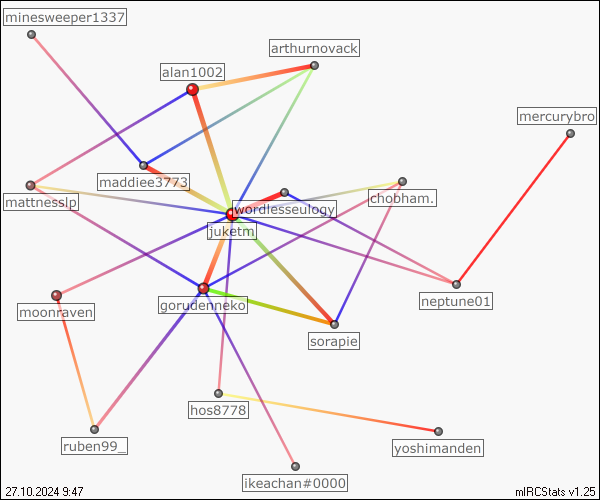 minesweeper1337
arthurnovack
alan1002
mercurybro
maddiee3773
mattnesslp
chobham.
wordlesseulogy
juketm
neptune01
gorudenneko
moonraven
sorapie
hos8778
ruben99_
yoshimanden
ikeachan#0000
27.10.2024 9:47
mIRCStats v1.25